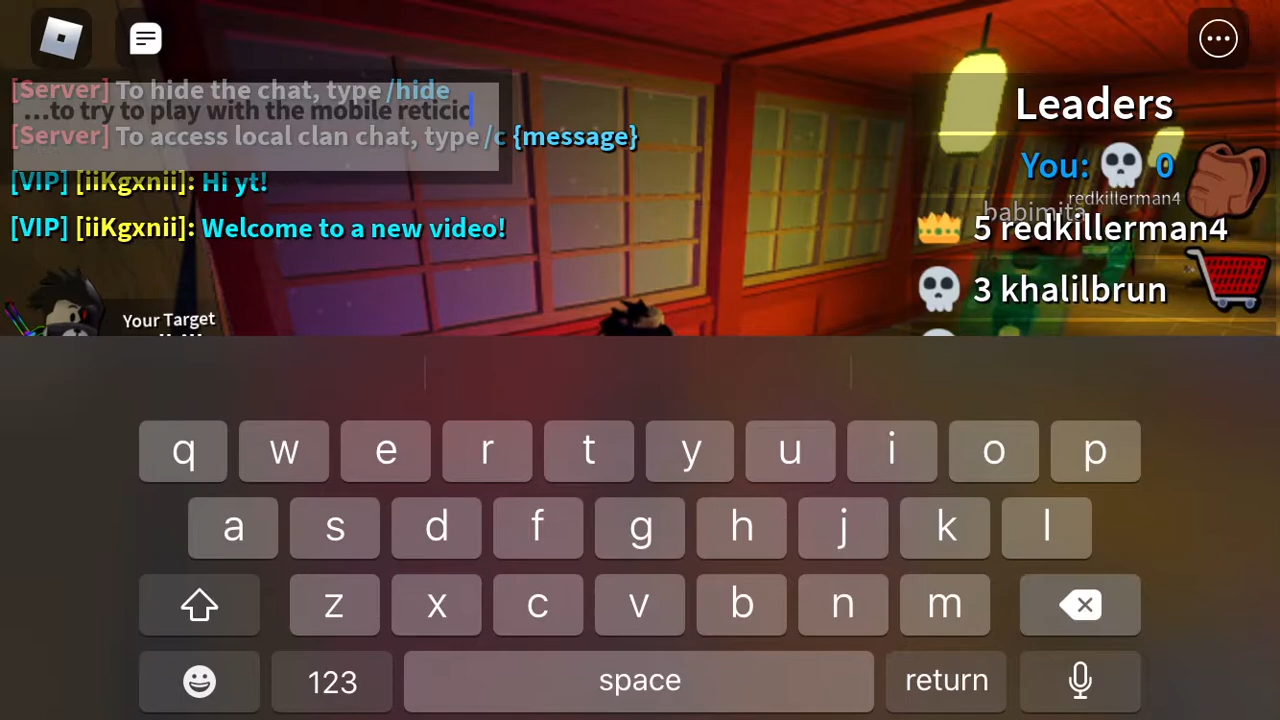 [Server] To hide the chat, type /hide
...to try to play with the mobile reticic
[Server] To access local clan chat, type /c {message}
[VIP] [iiKgxnii]: Hi yt!
[VIP] [iiKgxnii]: Welcome to a new video!
Your Target
Leaders
You: 0
redkillerman4
babimita
5 redkillerman4
3 khalilbrun
q w e r t y u i o p
a s d f g h j k l
z x c v b n m
123 space return